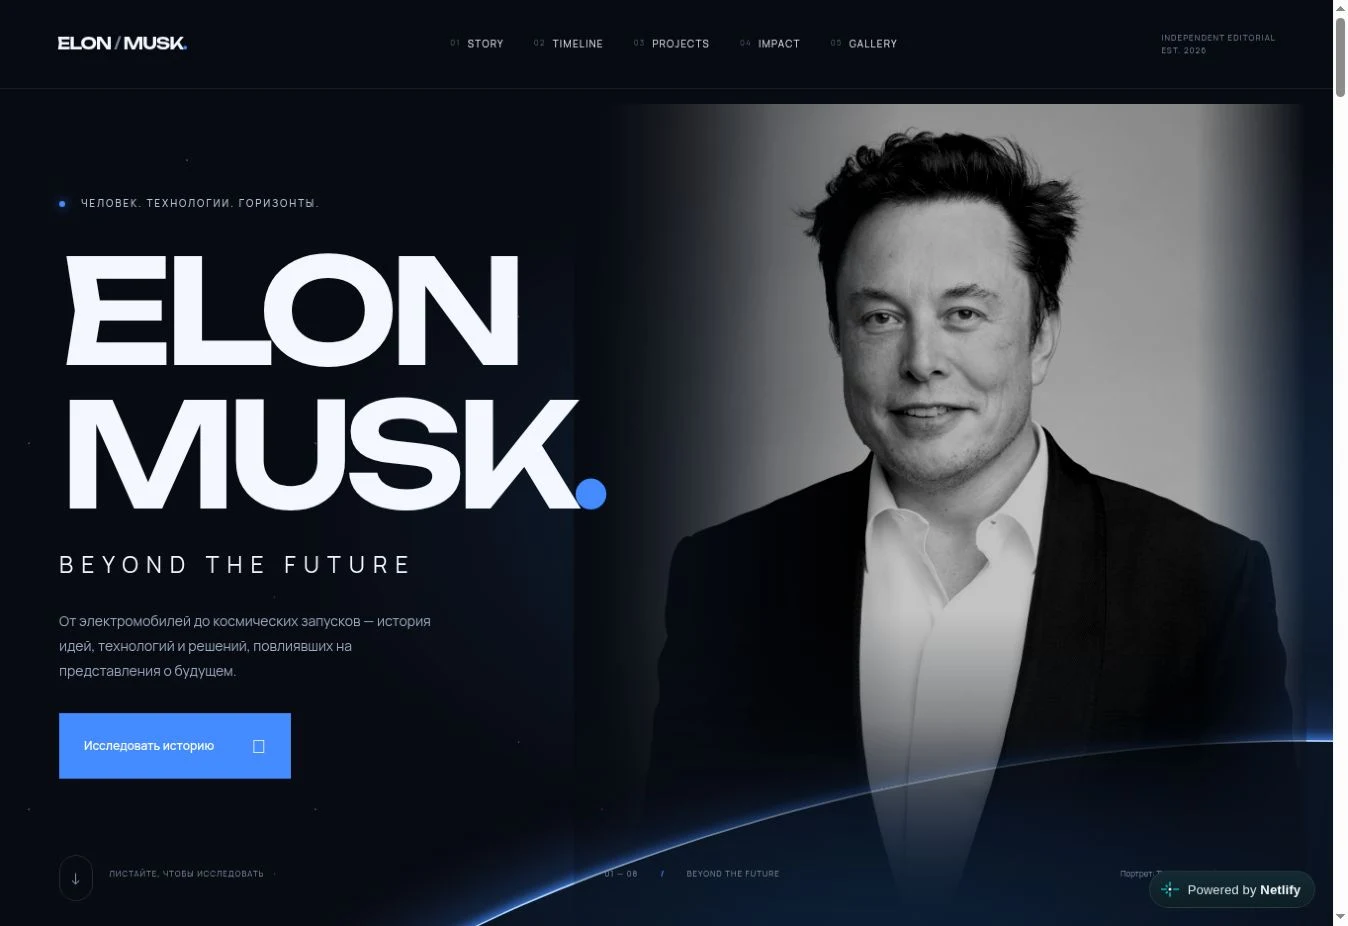 ELON / MUSK.
01 STORY 02 TIMELINE 03 PROJECTS 04 IMPACT 05 GALLERY
INDEPENDENT EDITORIAL
EST. 2026
ЧЕЛОВЕК. ТЕХНОЛОГИИ. ГОРИЗОНТЫ.
ELON
MUSK.
BEYOND THE FUTURE
От электромобилей до космических запусков — история
идей, технологий и решений, повлиявших на
представления о будущем.
Исследовать историю
ЛИСТАЙТЕ, ЧТОБЫ ИССЛЕДОВАТЬ
01 — 08 / BEYOND THE FUTURE
Портрет:
Powered by Netlify